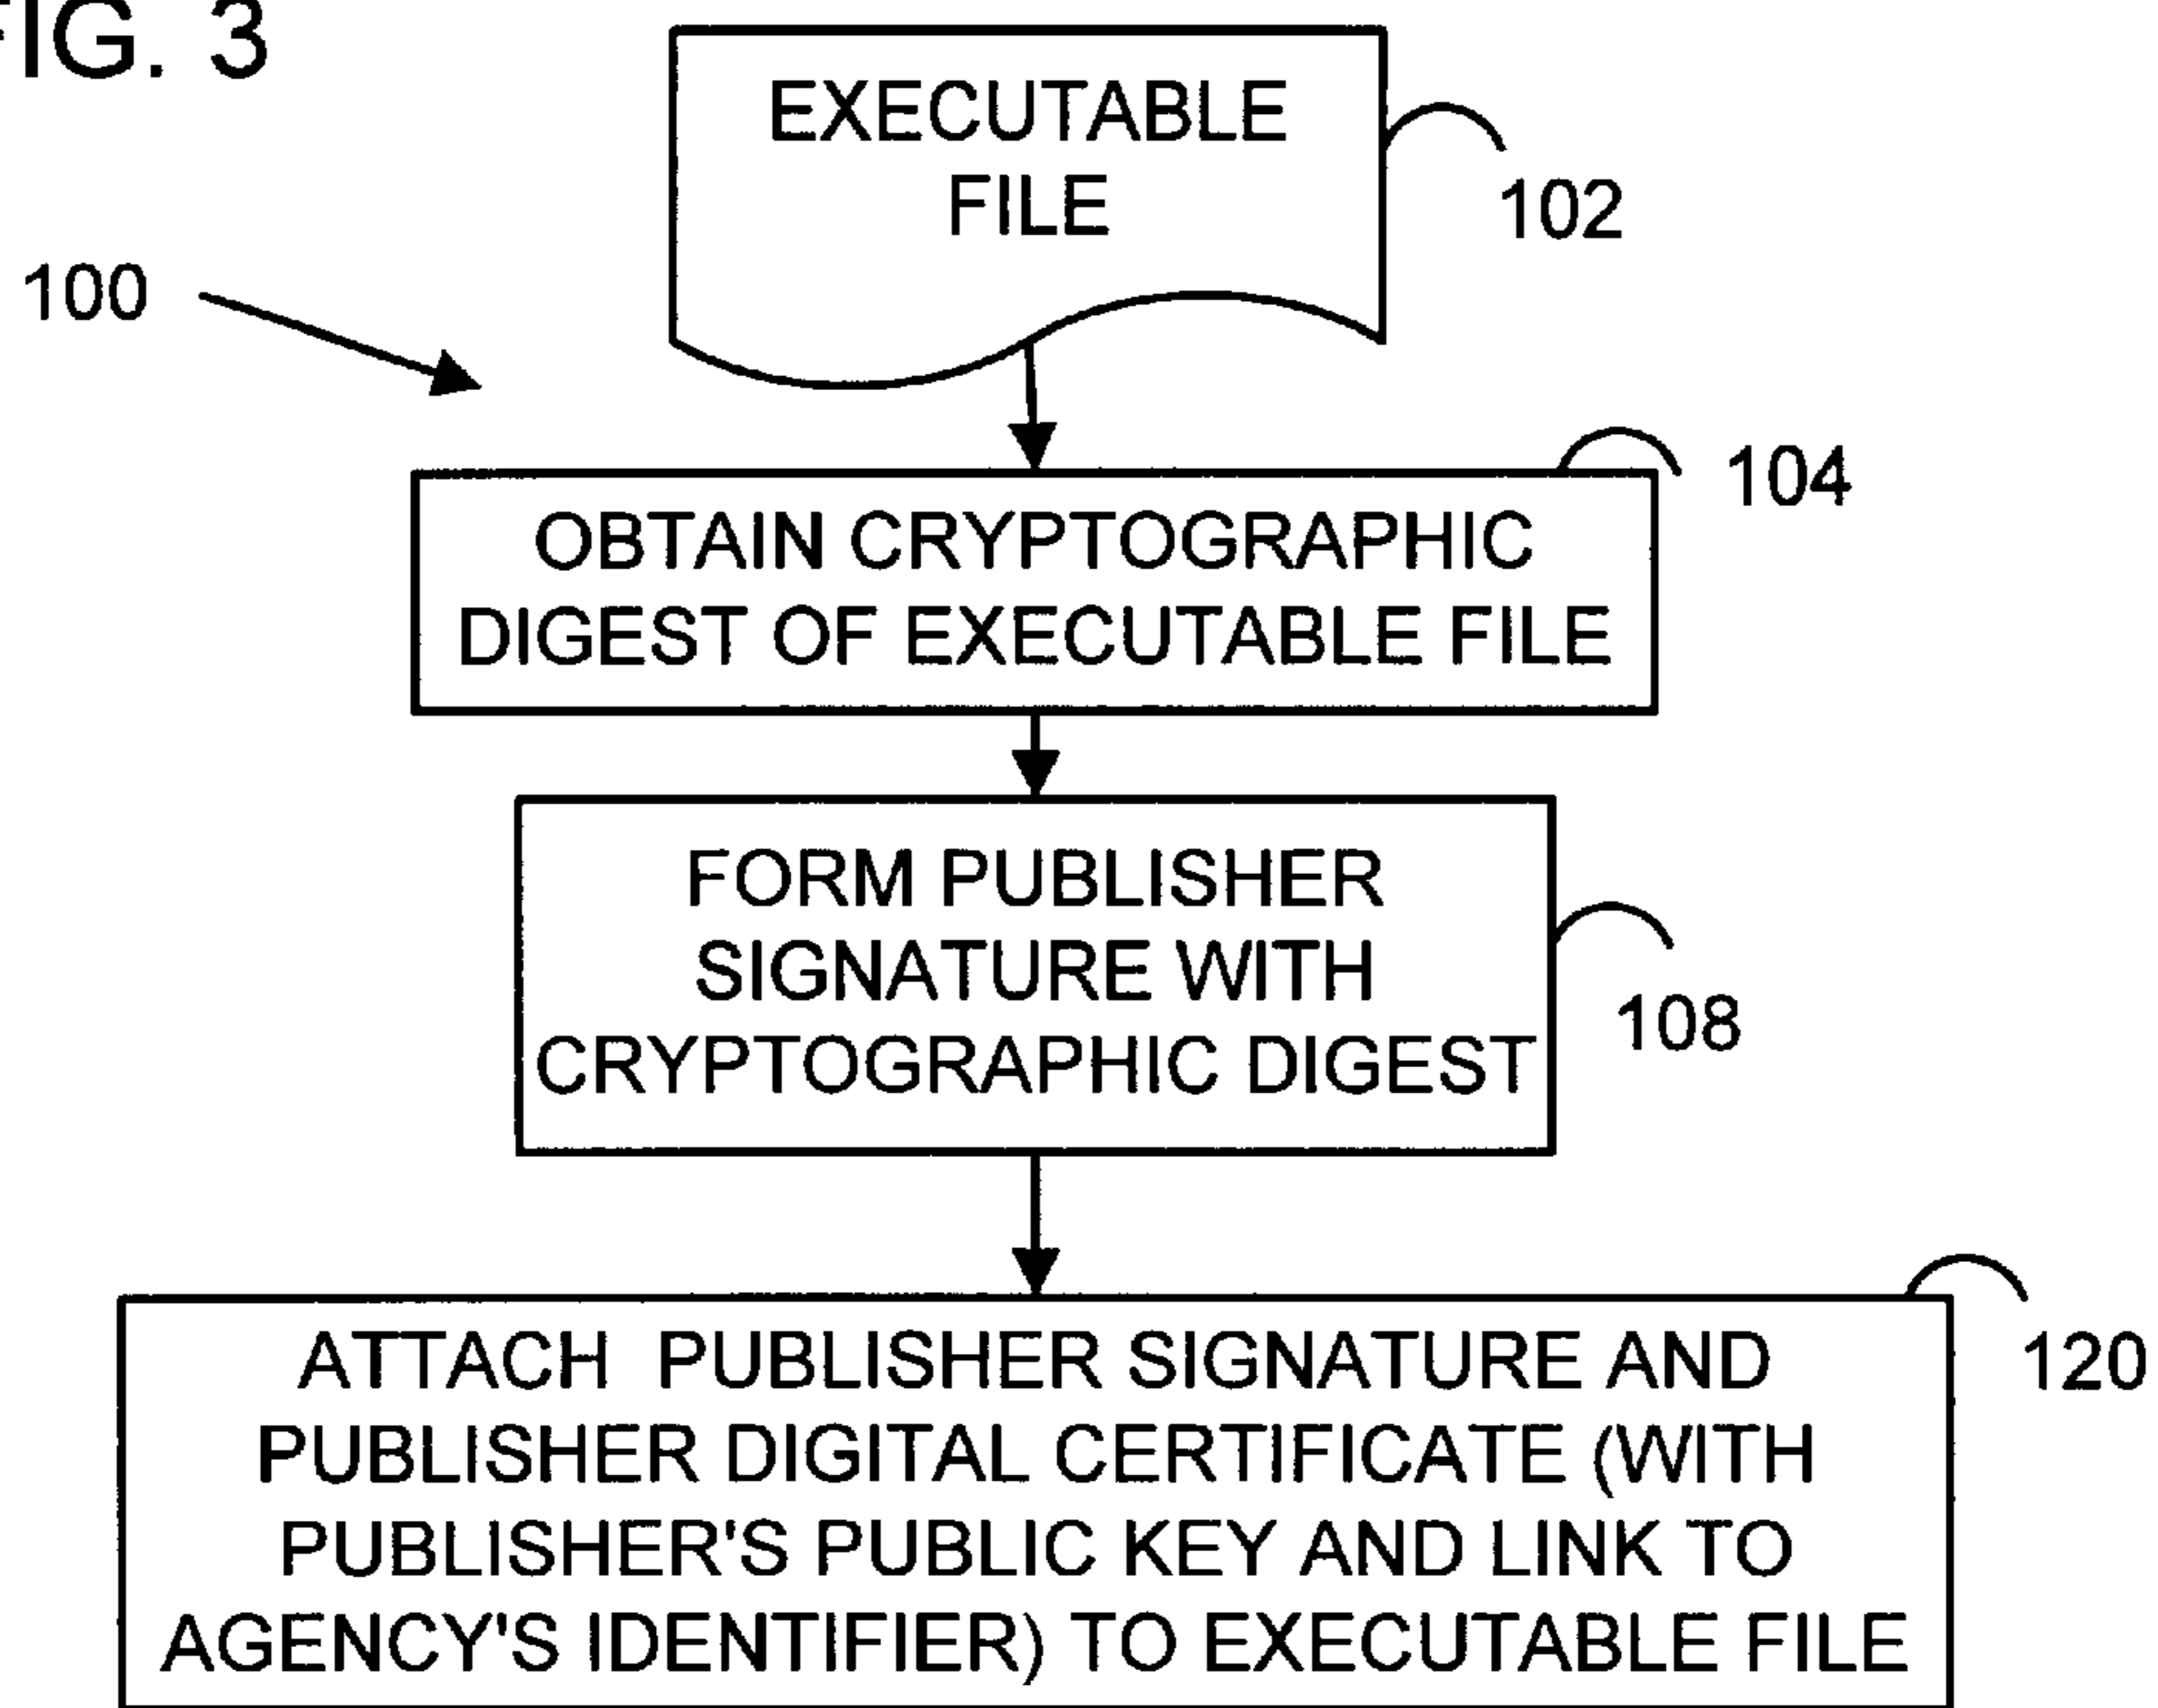 FIG. 3
EXECUTABLE
FILE
102
100
104
OBTAIN CRYPTOGRAPHIC
DIGEST OF EXECUTABLE FILE
FORM PUBLISHER
SIGNATURE WITH
CRYPTOGRAPHIC DIGEST
108
120
ATTACH PUBLISHER SIGNATURE AND
PUBLISHER DIGITAL CERTIFICATE (WITH
PUBLISHER'S PUBLIC KEY AND LINK TO
AGENCY'S IDENTIFIER) TO EXECUTABLE FILE